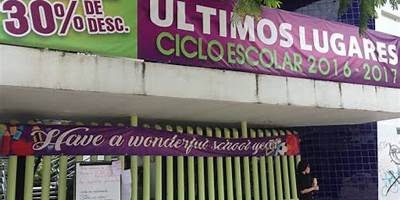 30% DE
DESC.
ULTIMOS LUGARES
CICLO ESCOLAR 2016 - 2017
Have a wonderful school year